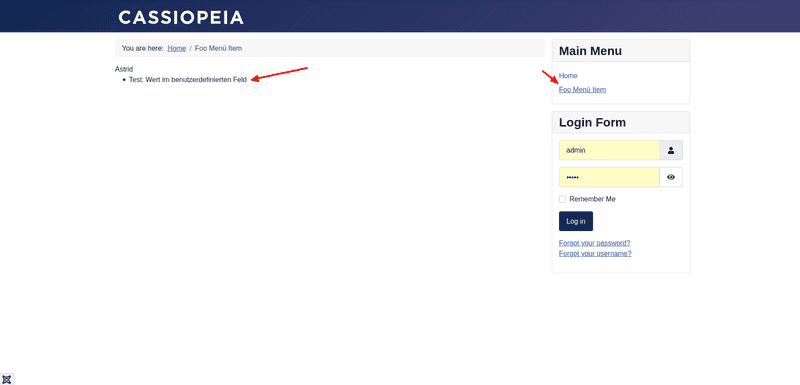 CASSIOPEIA
You are here: Home / Foo Menü Item
Astrid
• Test: Wert im benutzerdefinierten Feld
Main Menu
Home
Foo Menü Item
Login Form
admin
•••••
Remember Me
Log in
Forgot your password?
Forgot your username?